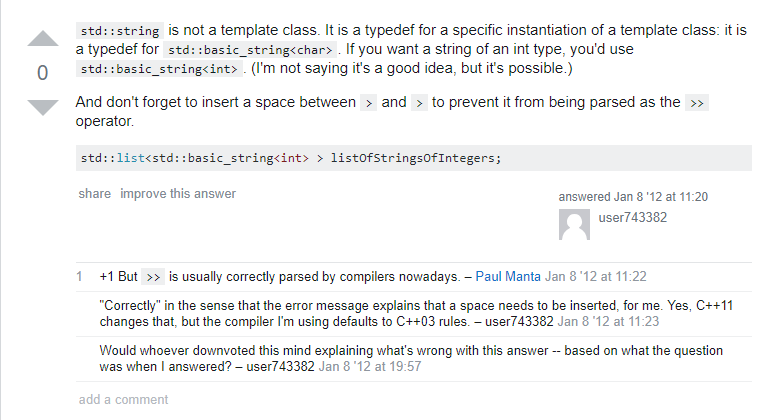 std::string is not a template class. It is a typedef for a specific instantiation of a template class: it is
a typedef for std::basic_string<char> . If you want a string of an int type, you'd use
std::basic_string<int> . (I'm not saying it's a good idea, but it's possible.)
0
And don't forget to insert a space between > and > to prevent it from being parsed as the >>
operator.
std::list<std::basic_string<int> > listOfStringsOfIntegers;
share improve this answer
answered Jan 8 '12 at 11:20
user743382
1 +1 But >> is usually correctly parsed by compilers nowadays. – Paul Manta Jan 8 '12 at 11:22
"Correctly" in the sense that the error message explains that a space needs to be inserted, for me. Yes, C++11
changes that, but the compiler I'm using defaults to C++03 rules. – user743382 Jan 8 '12 at 11:23
Would whoever downvoted this mind explaining what's wrong with this answer -- based on what the question
was when I answered? – user743382 Jan 8 '12 at 19:57
add a comment